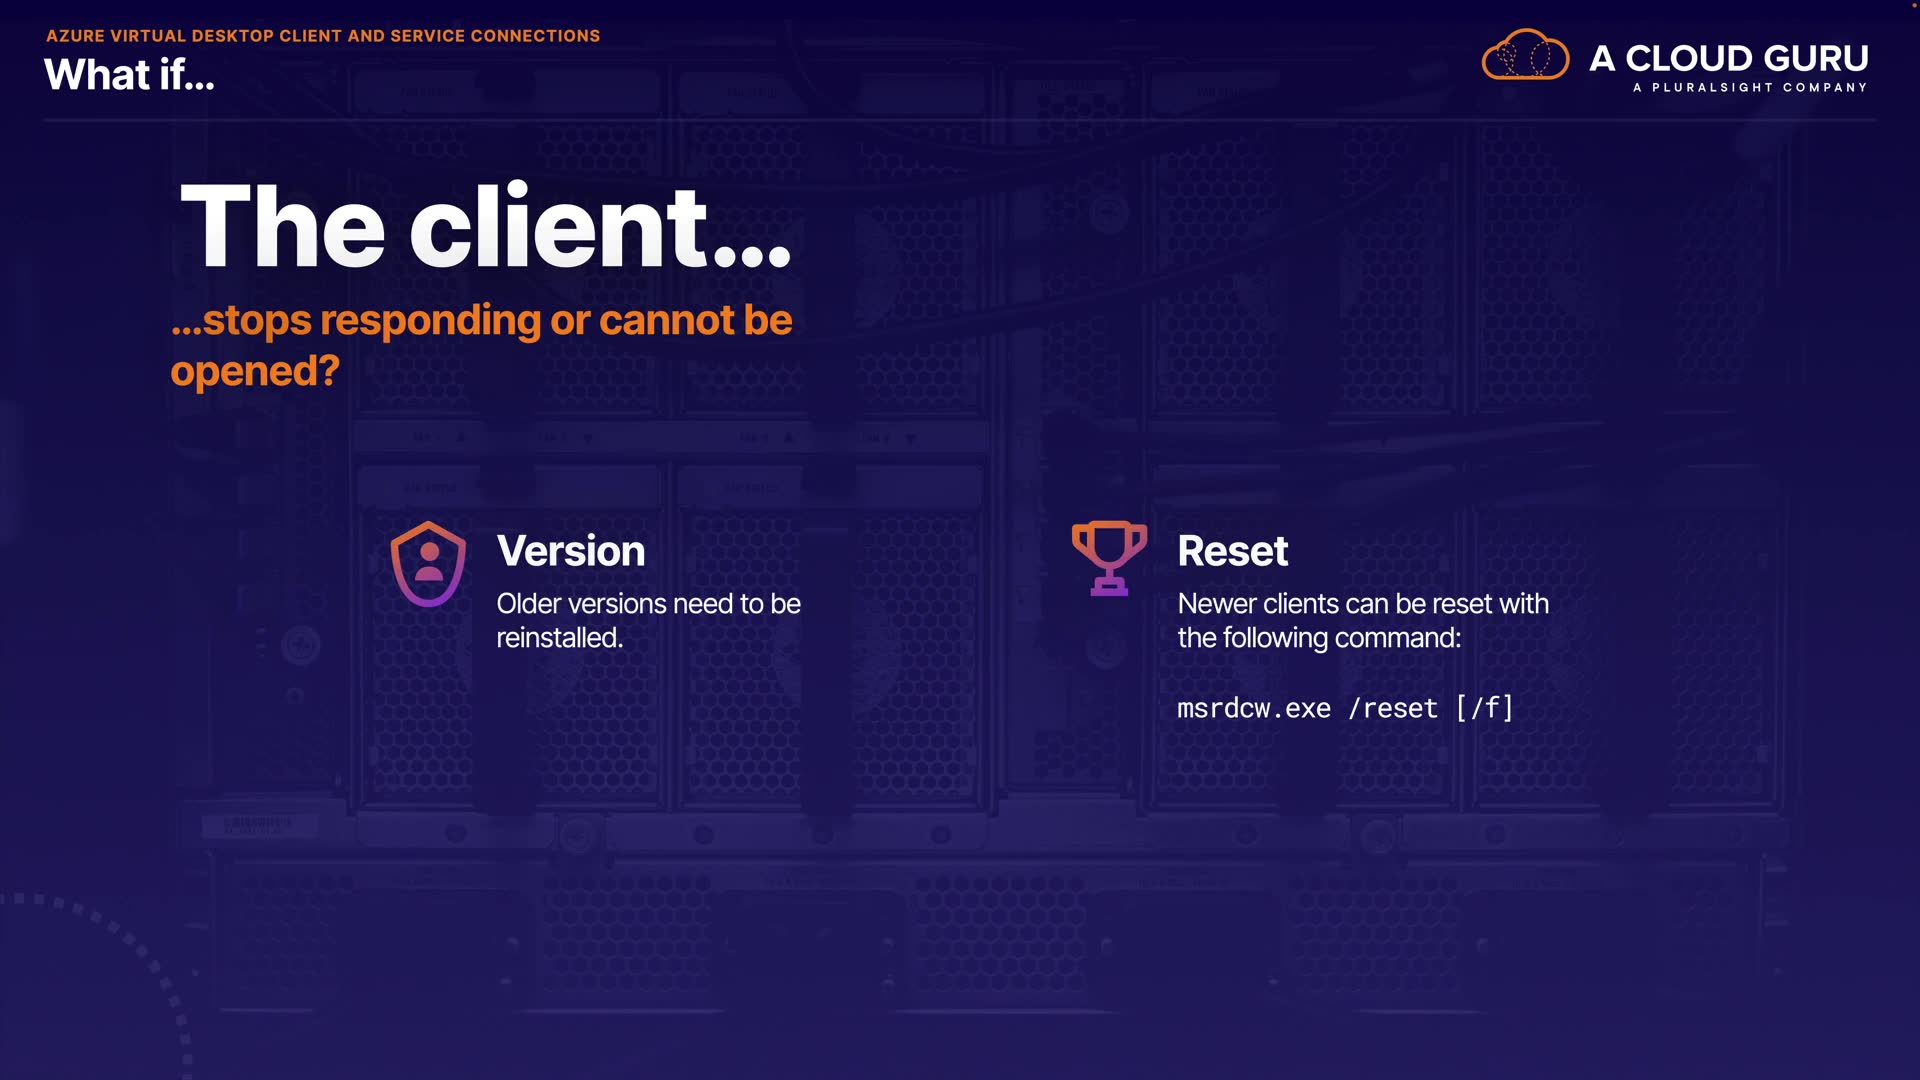 AZURE VIRTUAL DESKTOP CLIENT AND SERVICE CONNECTIONS
What if...
A CLOUD GURU
A PLURALSIGHT COMPANY
The client...
...stops responding or cannot be
opened?
Version
Older versions need to be
reinstalled.
Reset
Newer clients can be reset with
the following command:
msrdcw.exe /reset [/f]